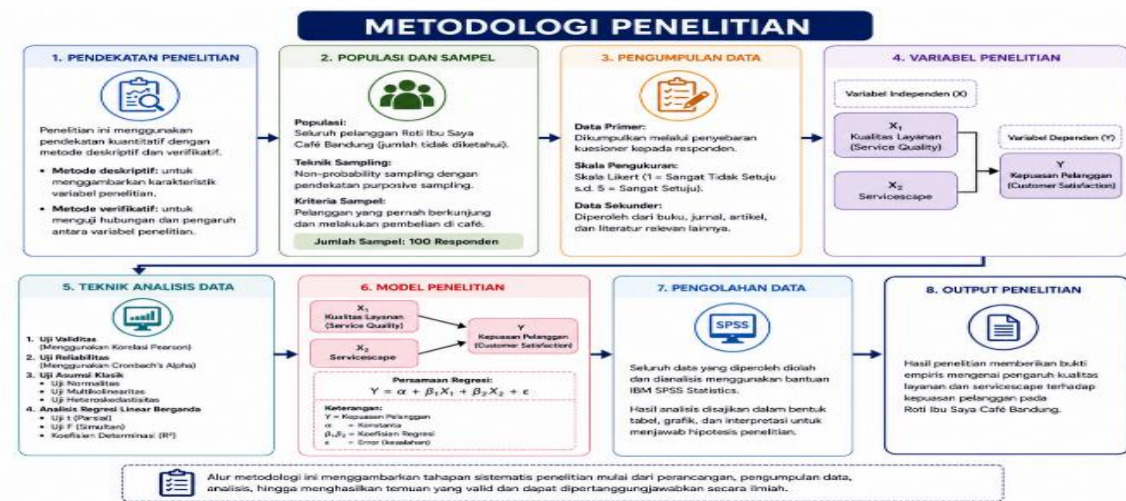 METODOLOGI PENELITIAN
1. PENDEKATAN PENELITIAN
Penelitian ini menggunakan
pendekatan kuantitatif dengan
metode deskriptif dan verifikatif.
• Metode deskriptif: untuk
menggambarkan karakteristik
variabel penelitian.
• Metode verifikatif: untuk
menguji hubungan dan pengaruh
antara variabel penelitian.
2. POPULASI DAN SAMPEL
Populasi:
Seluruh pelanggan Roti Ibu Saya
Café Bandung (jumlah tidak diketahui).
Teknik Sampling:
Non-probability sampling dengan
pendekatan purposive sampling.
Kriteria Sampel:
Pelanggan yang pernah berkunjung
dan melakukan pembelian di café.
Jumlah Sampel: 100 Responden
3. PENGUMPULAN DATA
Data Primer:
Dikumpulkan melalui penyebaran
kuesioner kepada responden.
Skala Pengukuran:
Skala Likert (1 = Sangat Tidak Setuju
s.d. 5 = Sangat Setuju).
Data Sekunder:
Diperoleh dari buku, jurnal, artikel,
dan literatur relevan lainnya.
4. VARIABEL PENELITIAN
Variabel Independen (X)
X₁
Kualitas Layanan
(Service Quality)
X₂
Servicescape
Variabel Dependen (Y)
Y
Kepuasan Pelanggan
(Customer Satisfaction)
5. TEKNIK ANALISIS DATA
1. Uji Validitas
(Menggunakan Korelasi Pearson)
2. Uji Reliabilitas
(Menggunakan Cronbach's Alpha)
3. Uji Asumsi Klasik
• Uji Normalitas
• Uji Multikolinearitas
• Uji Heteroskedastisitas
4. Analisis Regresi Linear Berganda
• Uji t (Parsial)
• Uji F (Simultan)
• Koefisien Determinasi (R²)
6. MODEL PENELITIAN
X₁
Kualitas Layanan
(Service Quality)
X₂
Servicescape
Y
Kepuasan Pelanggan
(Customer Satisfaction)
Persamaan Regresi:
Y = α + β₁X₁ + β₂X₂ + ε
Keterangan:
Y = Kepuasan Pelanggan
α = Konstanta
β₁,β₂ = Koefisien Regresi
ε = Error (kesalahan)
7. PENGOLAHAN DATA
SPSS
Seluruh data yang diperoleh diolah
dan dianalisis menggunakan bantuan
IBM SPSS Statistics.
Hasil analisis disajikan dalam bentuk
tabel, grafik, dan interpretasi untuk
menjawab hipotesis penelitian.
8. OUTPUT PENELITIAN
Hasil penelitian memberikan bukti
empiris mengenai pengaruh kualitas
layanan dan servicescape terhadap
kepuasan pelanggan pada
Roti Ibu Saya Café Bandung.
Alur metodologi ini menggambarkan tahapan sistematis penelitian mulai dari perancangan, pengumpulan data,
analisis, hingga menghasilkan temuan yang valid dan dapat dipertanggungjawabkan secara ilmiah.